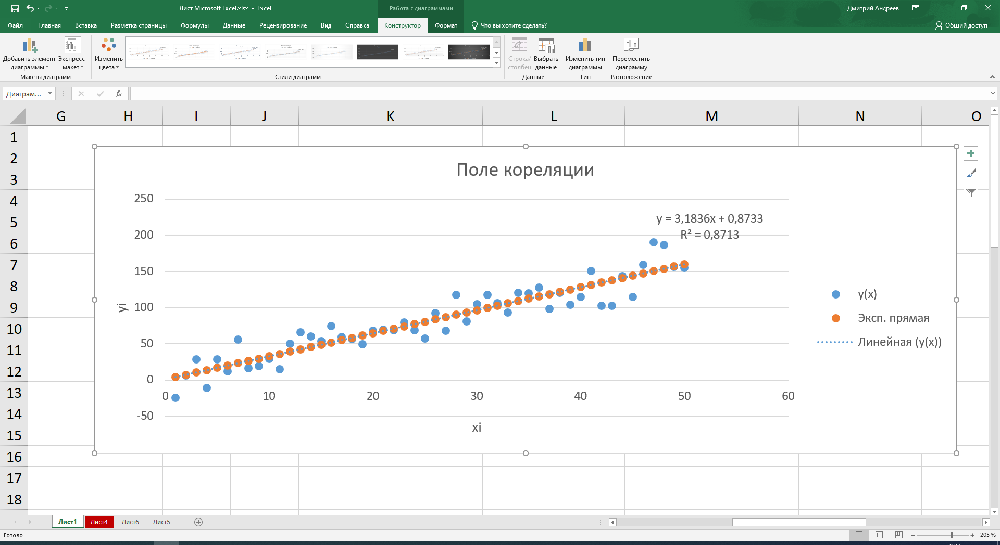 Лист Microsoft Excel.xlsx - Excel
Работа с диаграммами
Дмитрий Андреев
Файл
Главная
Вставка
Разметка страницы
Формулы
Данные
Рецензирование
Вид
Справка
Конструктор
Формат
Что вы хотите сделать?
Общий доступ
Добавить элемент
диаграммы
Экспресс-
макет
Изменить
цвета
Строка/
столбец
Выбрать
данные
Изменить тип
диаграммы
Переместить
диаграмму
Макеты диаграмм
Стили диаграмм
Данные
Тип
Расположение
Диаграм...
fx
G H I J K L M N O
1
2
3
4
5
6
7
8
9
10
11
12
13
14
15
16
17
18
Поле кореляции
250
200
150
100
50
0
-50
y = 3,1836x + 0,8733
R² = 0,8713
yi
0 10 20 30 40 50 60
xi
y(x)
Эксп. прямая
Линейная (y(x))
Лист1
Лист4
Лист6
Лист5
Готово
205 %